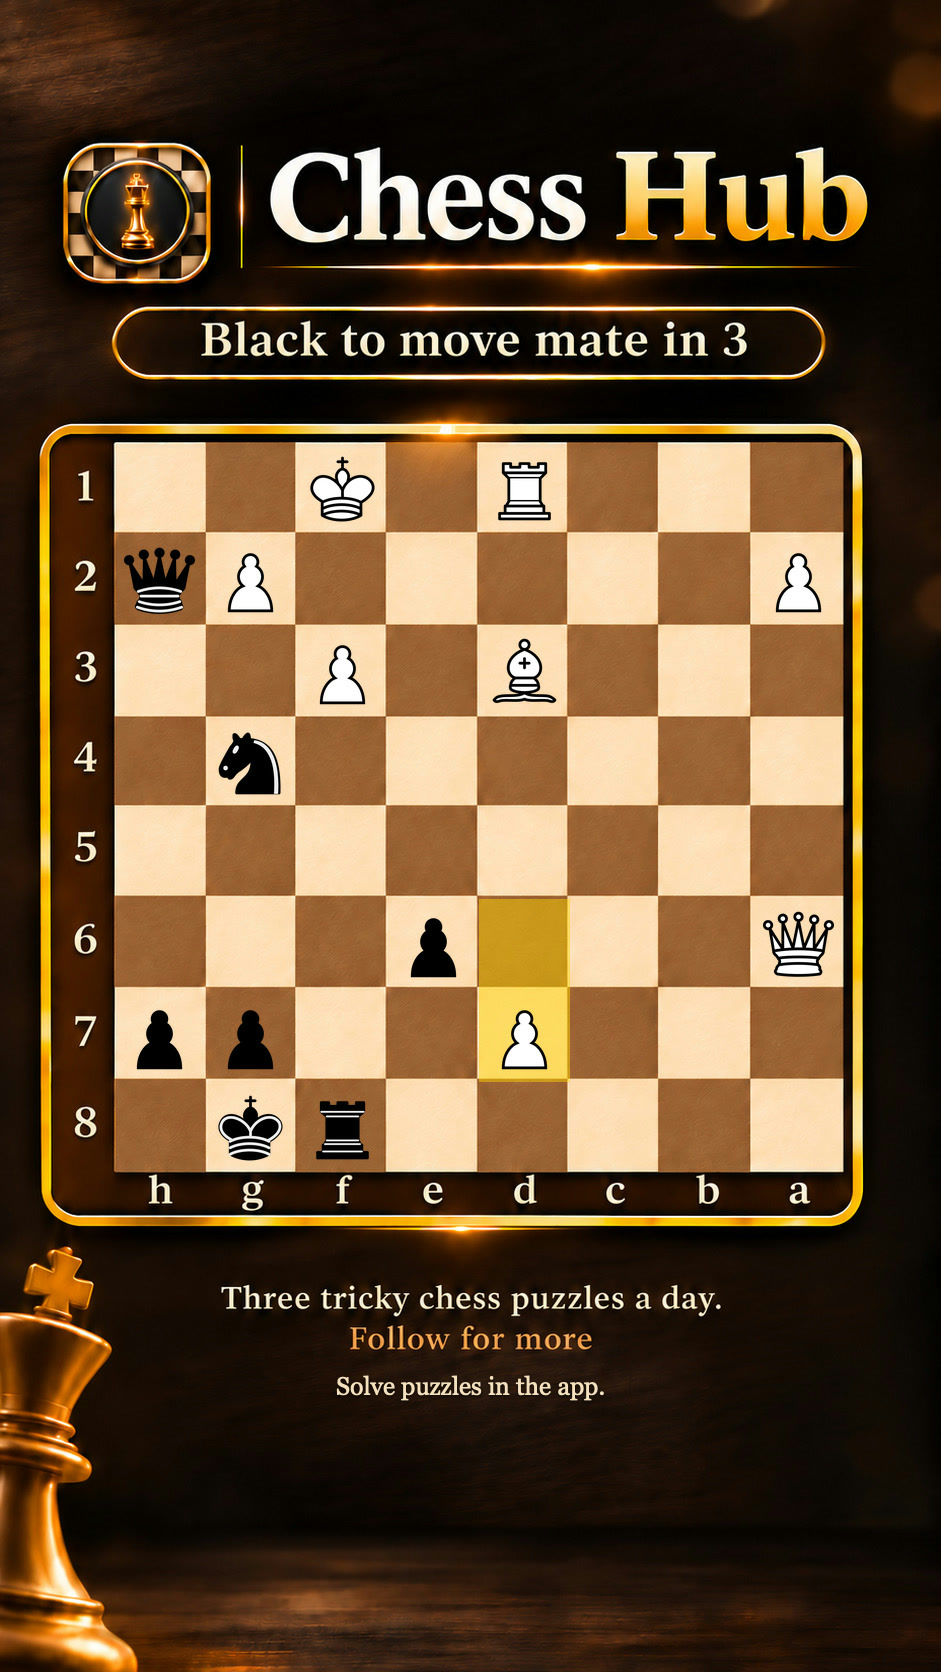 Chess Hub
Black to move mate in 3
1
2
3
4
5
6
7
8
h g f e d c b a
Three tricky chess puzzles a day.
Follow for more
Solve puzzles in the app.